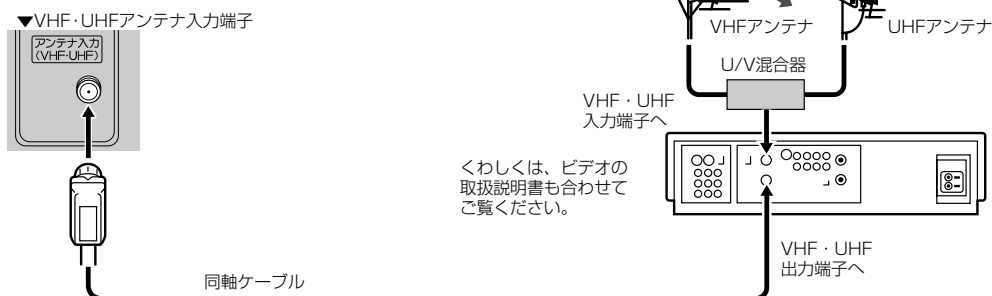 ▼VHF・UHFアンテナ入力端子
アンテナ入力
(VHF・UHF)
同軸ケーブル
VHFアンテナ
UHFアンテナ
U/V混合器
VHF・UHF
入力端子へ
くわしくは、ビデオの
取扱説明書も合わせて
ご覧ください。
VHF・UHF
出力端子へ